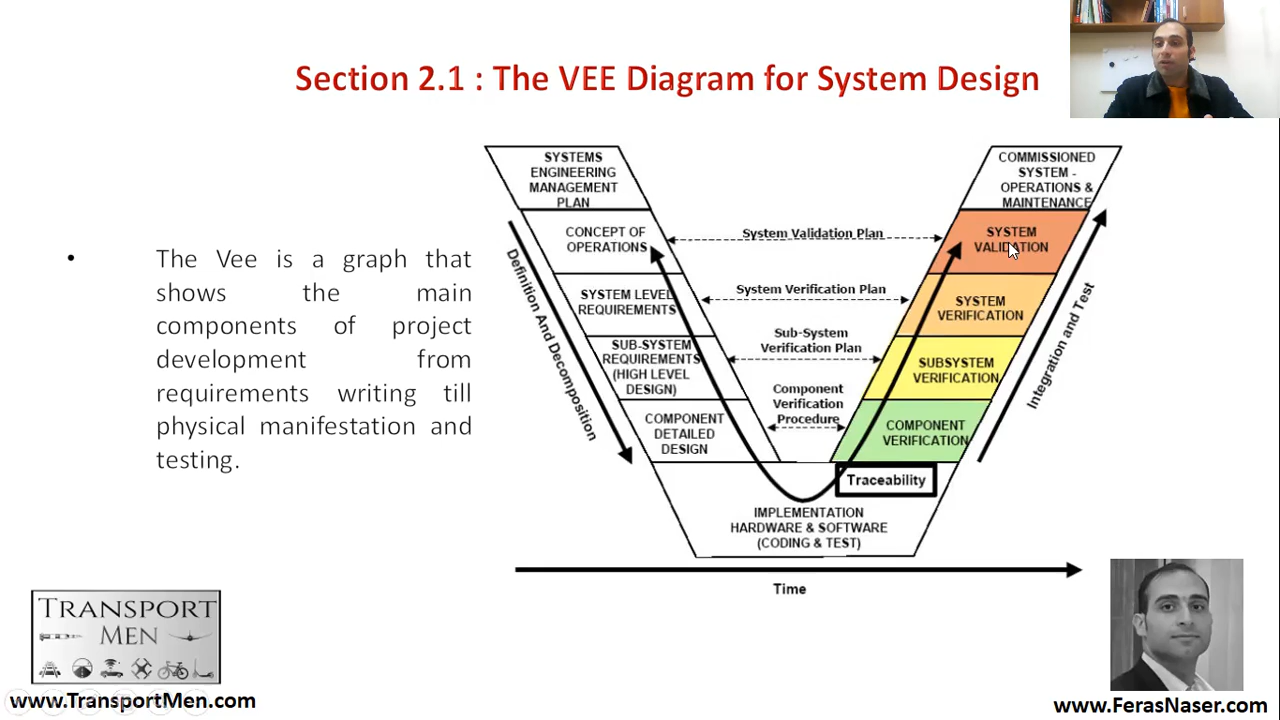 Section 2.1 : The VEE Diagram for System Design
• The Vee is a graph that
shows the main
components of project
development from
requirements writing till
physical manifestation and
testing.
SYSTEMS
ENGINEERING
MANAGEMENT
PLAN
CONCEPT OF
OPERATIONS
SYSTEM LEVEL
REQUIREMENTS
SUB-SYSTEM
REQUIREMENTS
(HIGH LEVEL
DESIGN)
COMPONENT
DETAILED
DESIGN
Definition And Decomposition
System Validation Plan
System Verification Plan
Sub-System
Verification Plan
Component
Verification
Procedure
COMMISSIONED
SYSTEM -
OPERATIONS &
MAINTENANCE
SYSTEM
VALIDATION
SYSTEM
VERIFICATION
SUBSYSTEM
VERIFICATION
COMPONENT
VERIFICATION
Integration and Test
Traceability
IMPLEMENTATION
HARDWARE & SOFTWARE
(CODING & TEST)
Time
TRANSPORT
MEN
www.TransportMen.com
www.FerasNaser.com